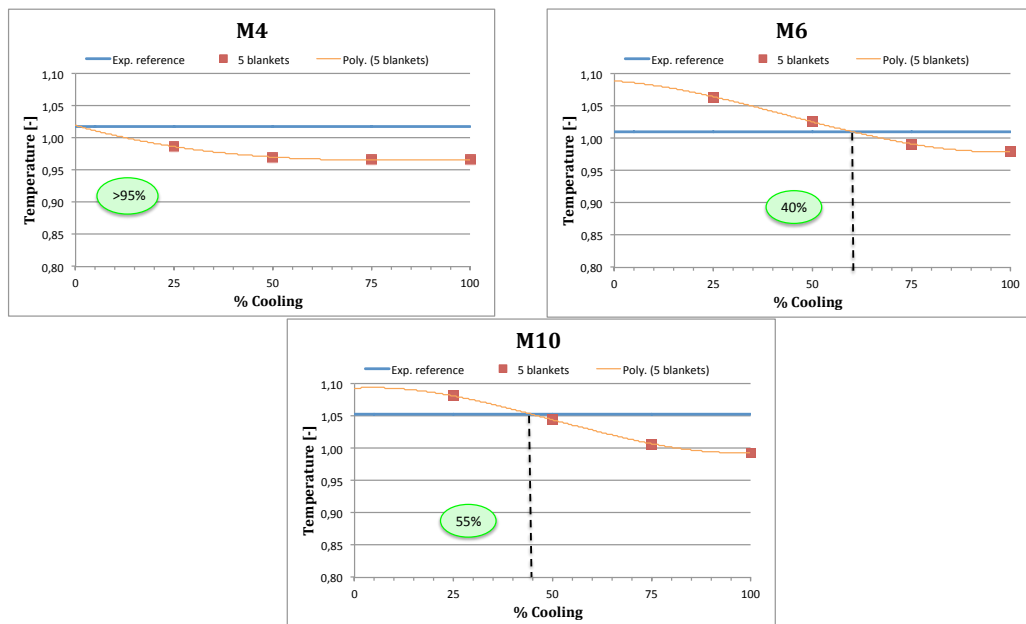 M4
Exp. reference 5 blankets Poly. (5 blankets)
Temperature [-]
1,10
1,05
1,00
0,95
0,90
0,85
0,80
>95%
0 25 50 75 100
% Cooling
M6
Exp. reference 5 blankets Poly. (5 blankets)
Temperature [-]
1,10
1,05
1,00
0,95
0,90
0,85
0,80
40%
0 25 50 75 100
% Cooling
M10
Exp. reference 5 blankets Poly. (5 blankets)
Temperature [-]
1,10
1,05
1,00
0,95
0,90
0,85
0,80
55%
0 25 50 75 100
% Cooling